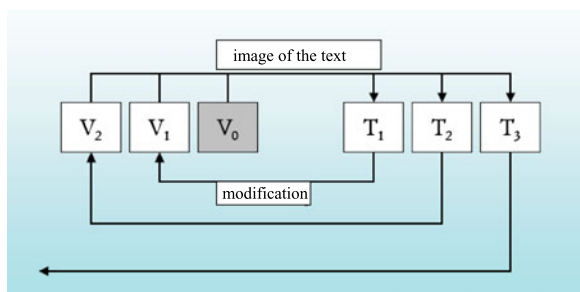 image of the text
V2 V1 V0 T1 T2 T3
modification